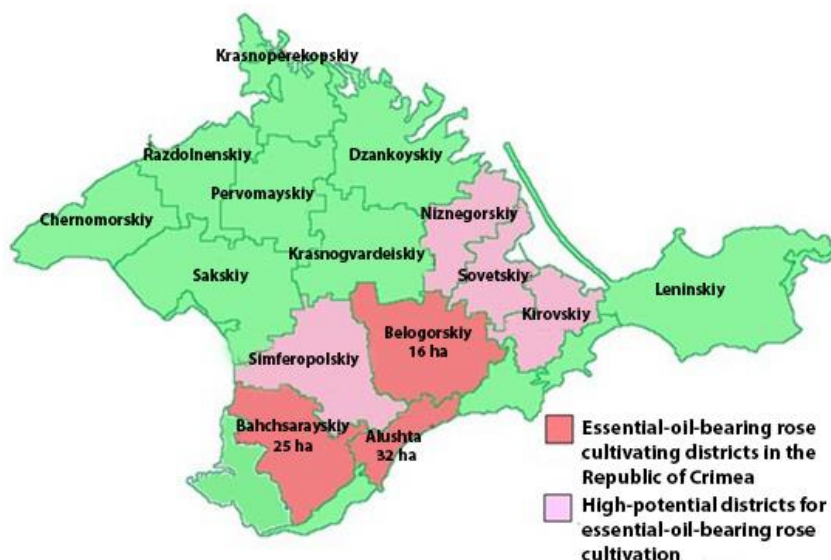 Krasnoperekopskiy
Razdolnenskiy
Dzankoyskiy
Pervomayskiy
Chernomorskiy
Niznegorskiy
Krasnogvardeiskiy
Sakskiy
Sovetskiy
Leninskiy
Kirovskiy
Belogorskiy
16 ha
Simferopolskiy
Bahchsarayskiy
25 ha
Alushta
32 ha
Essential-oil-bearing rose
cultivating districts in the
Republic of Crimea
High-potential districts for
essential-oil-bearing rose
cultivation